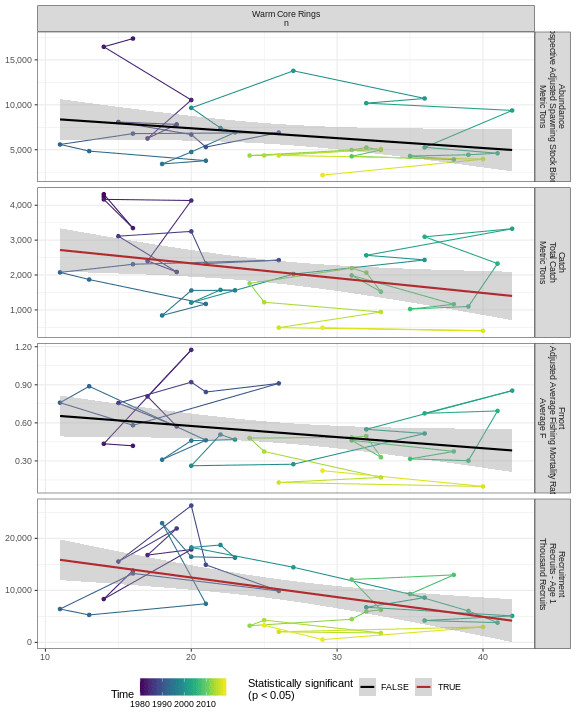 Warm Core Rings
n
15,000
10,000
5,000
Abundance
Adjusted Spawning Stock
Metric Tons
4,000
3,000
2,000
1,000
Catch
Total Catch
Metric Tons
1.20
0.90
0.60
0.30
Fmort
Adjusted Average Fishing Mortality
Average F
20,000
10,000
0
Recruitment
Recruits - Age 1
Thousand Recruits
10
20
30
40
Time
1980 1990 2000 2010
Statistically significant
(p < 0.05)
FALSE
TRUE